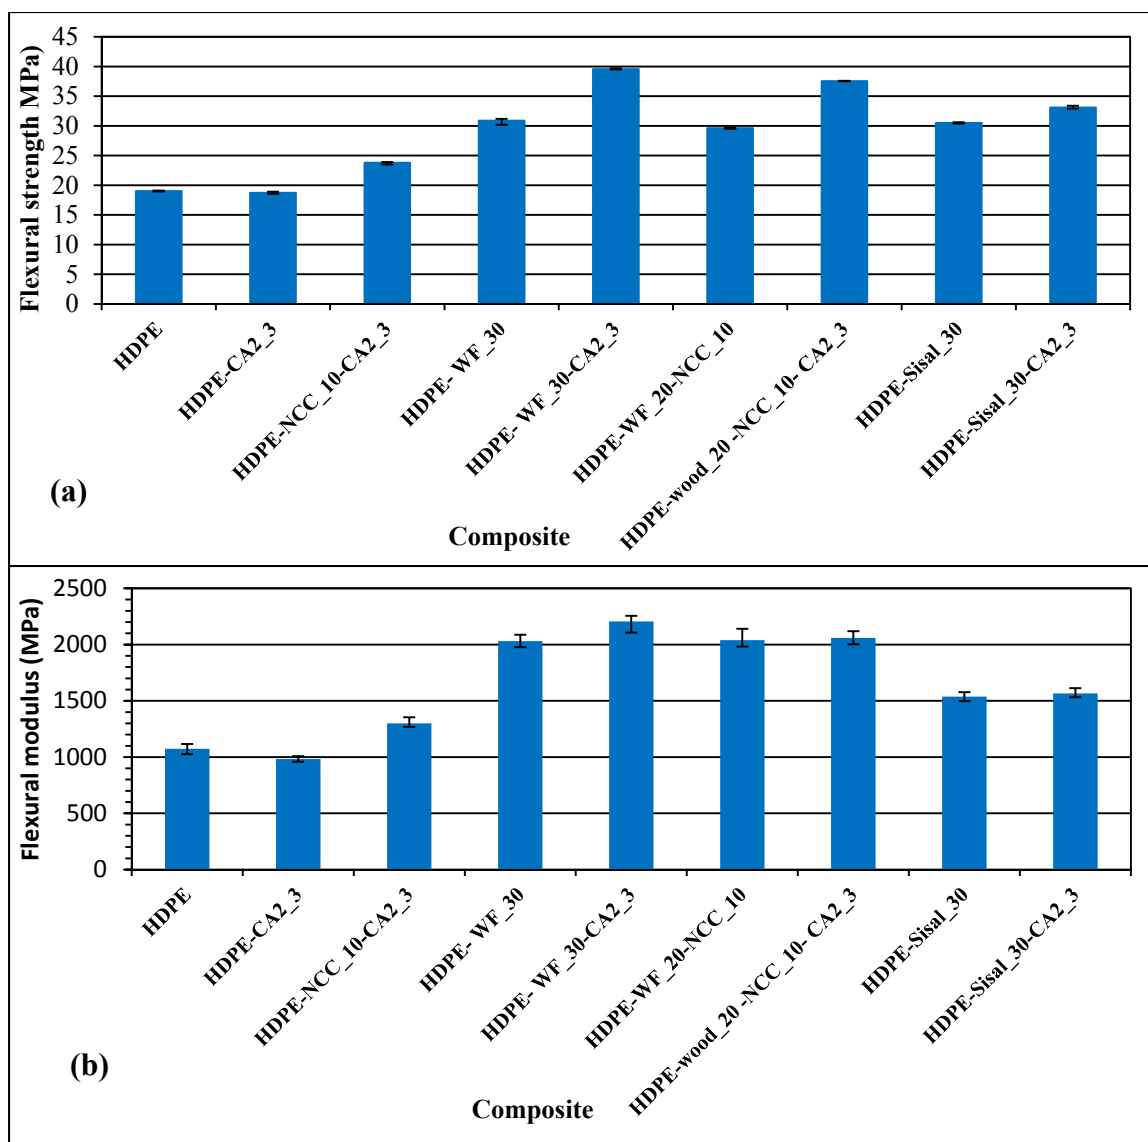 Flexural strength MPa)
45
40
35
30
25
20
15
10
5
0
HDPE
HDPE-CA2_3
HDPE-NCC_10-CA2_3
HDPE- WF_30
HDPE- WF_30-CA2_3
HDPE-WF_20-NCC_10
HDPE-wood_20 -NCC_10- CA2_3
HDPE-Sisal_30
HDPE-Sisal_30-CA2_3
(a)
Composite
Flexural modulus (MPa)
2500
2000
1500
1000
500
0
HDPE
HDPE-CA2_3
HDPE-NCC_10-CA2_3
HDPE- WF_30
HDPE- WF_30-CA2_3
HDPE-WF_20-NCC_10
HDPE-wood_20 -NCC_10- CA2_3
HDPE-Sisal_30
HDPE-Sisal_30-CA2_3
(b)
Composite